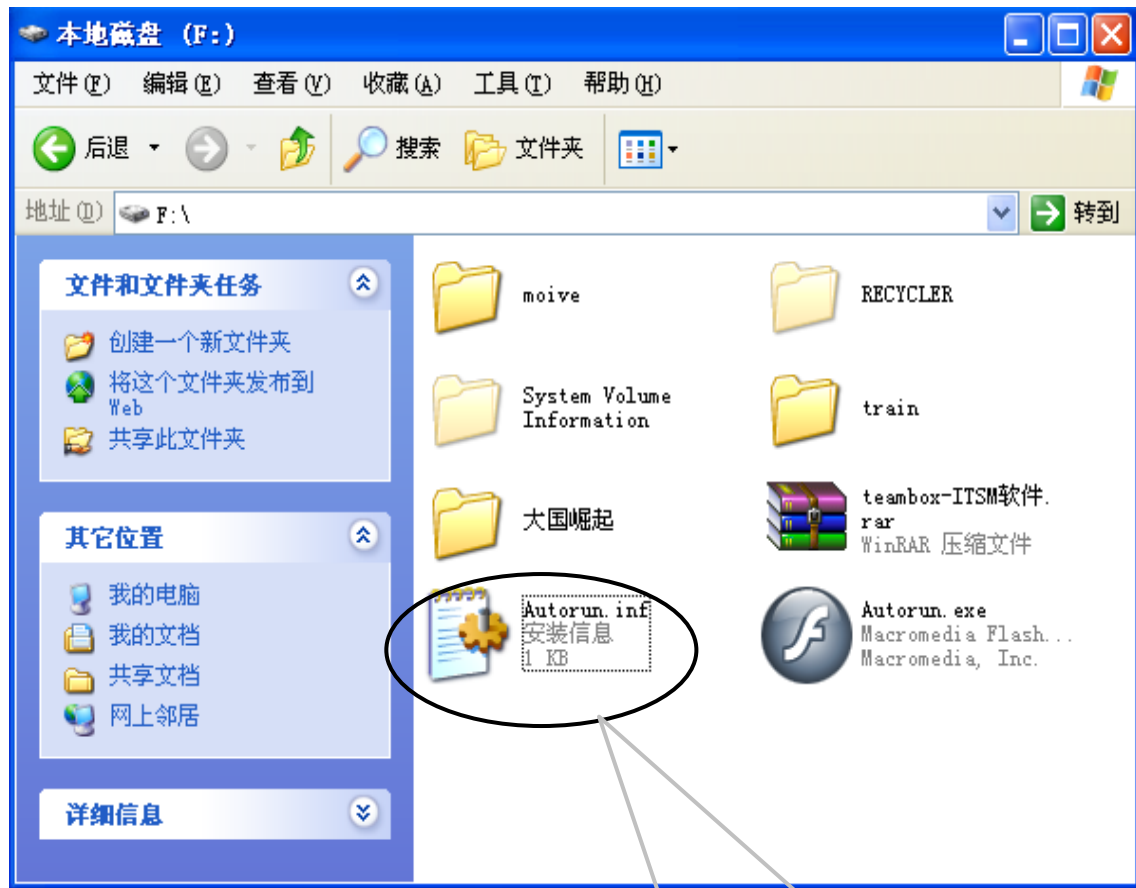 本地磁盘 (F:)
文件(F) 编辑(E) 查看(V) 收藏(A) 工具(T) 帮助(H)
后退 搜索 文件夹
地址(D) F:\ 转到
文件和文件夹任务
创建一个新文件夹
将这个文件夹发布到
Web
共享此文件夹
其它位置
我的电脑
我的文档
共享文档
网上邻居
详细信息
moive
RECYCLER
System Volume
Information
train
大国崛起
teambox-ITSM软件.
rar
WinRAR 压缩文件
Autorun.inf
安装信息
1 KB
Autorun.exe
Macromedia Flash...
Macromedia, Inc.